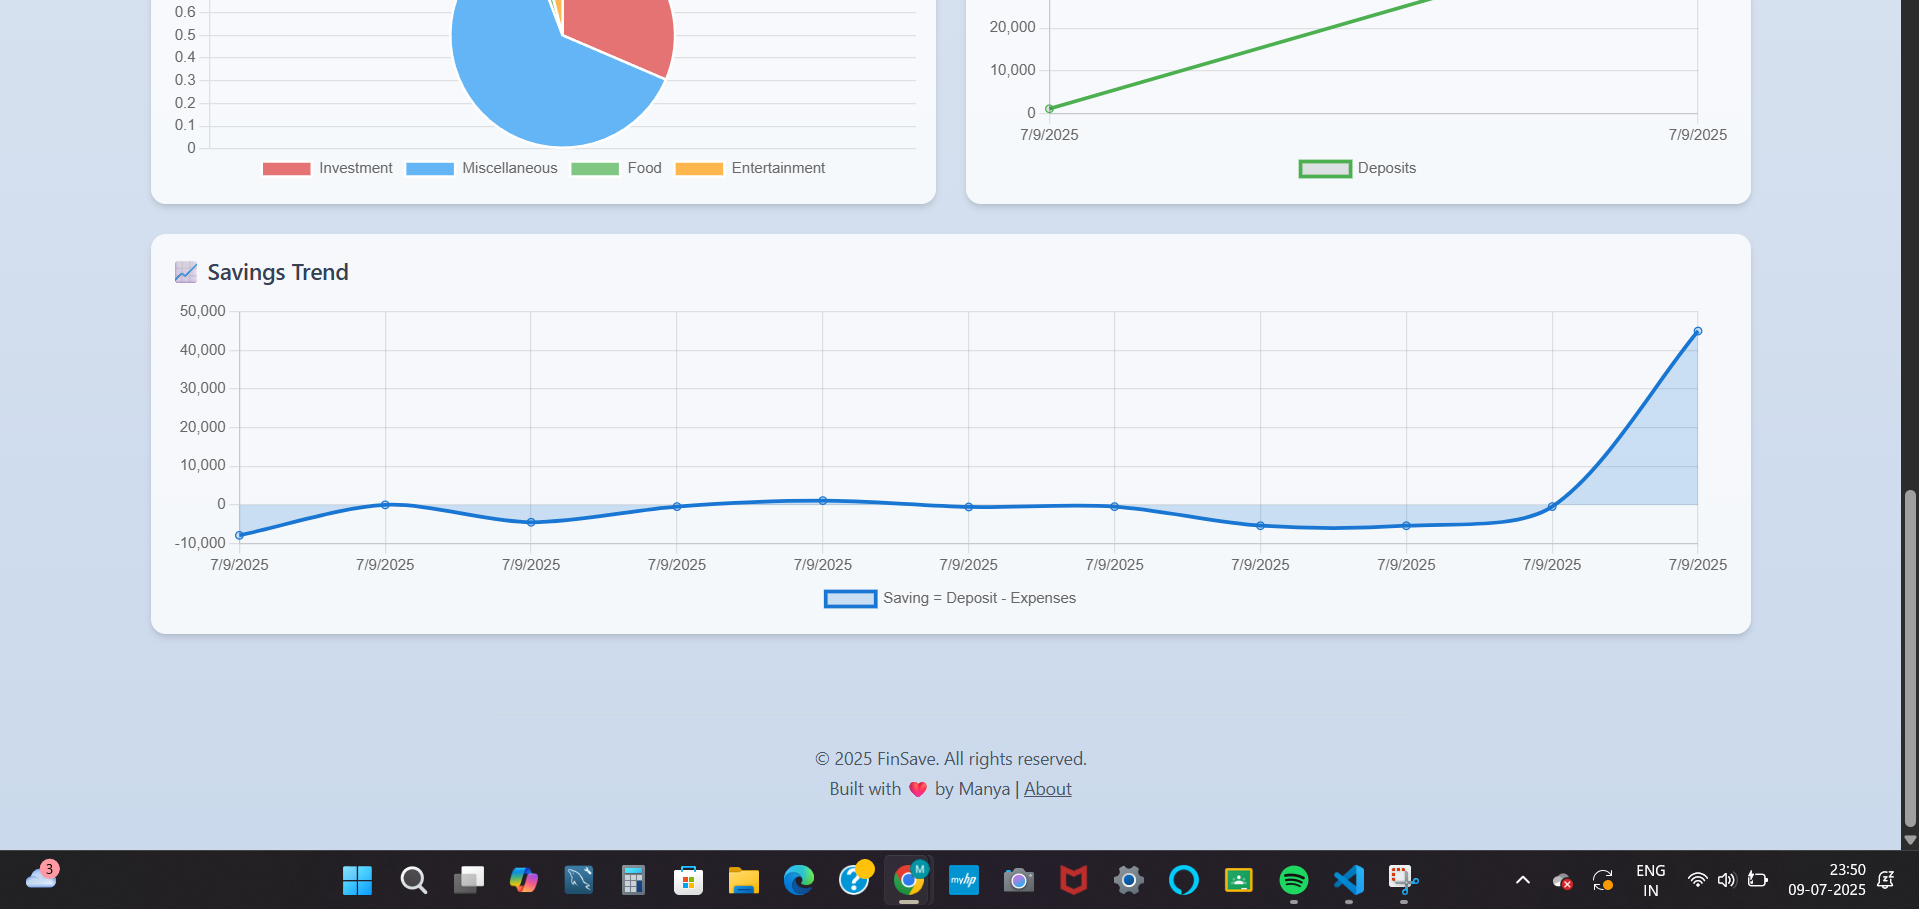 0.6
0.5
0.4
0.3
0.2
0.1
0
Investment Miscellaneous Food Entertainment
20,000
10,000
0
7/9/2025 7/9/2025
Deposits
Savings Trend
50,000
40,000
30,000
20,000
10,000
0
-10,000
7/9/2025 7/9/2025 7/9/2025 7/9/2025 7/9/2025 7/9/2025 7/9/2025 7/9/2025 7/9/2025 7/9/2025 7/9/2025
Saving = Deposit - Expenses
© 2025 FinSave. All rights reserved.
Built with ❤️ by Manya | About
3
?
M
myhp
ENG
IN
23:50
09-07-2025